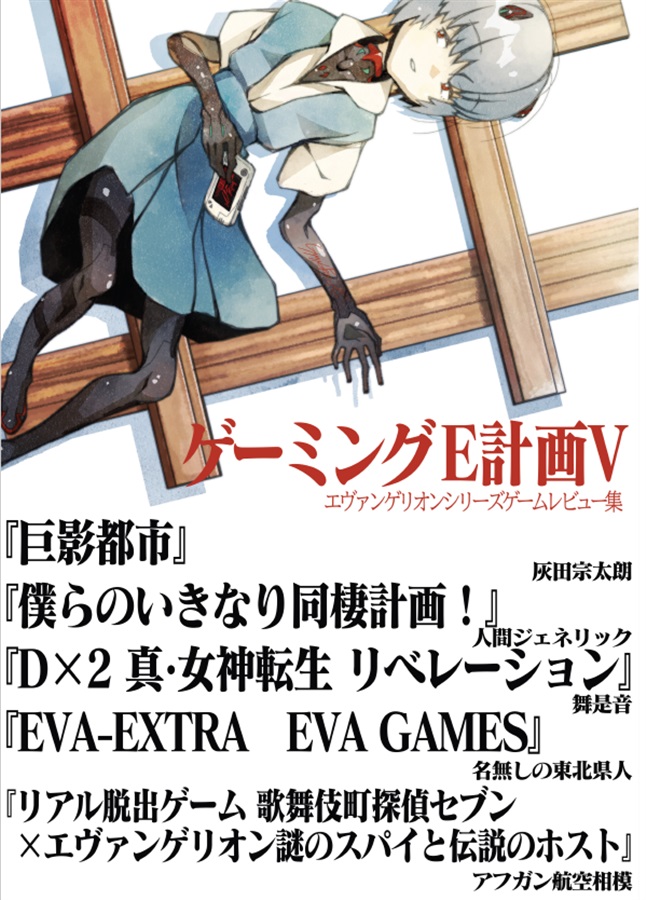 ゲーミングE計画V
エヴァンゲリオンシリーズゲームレビュー集
『巨影都市』
灰田宗太朗
『僕らのいきなり同棲計画！』
人間ジェネリック
『D×2 真・女神転生 リベレーション』
舞是音
『EVA-EXTRA　EVA GAMES』
名無しの東北県人
『リアル脱出ゲーム 歌舞伎町探偵セブン
×エヴァンゲリオン謎のスパイと伝説のホスト』
アフガン航空相模